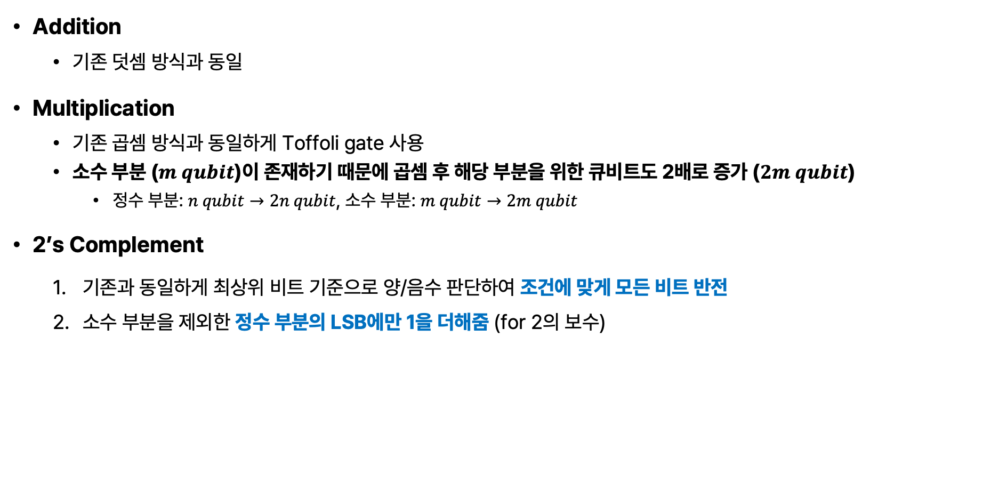 • Addition
• 기존 덧셈 방식과 동일
• Multiplication
• 기존 곱셈 방식과 동일하게 Toffoli gate 사용
• 소수 부분 (m qubit)이 존재하기 때문에 곱셈 후 해당 부분을 위한 큐비트도 2배로 증가 (2m qubit)
• 정수 부분: n qubit → 2n qubit, 소수 부분: m qubit → 2m qubit
• 2’s Complement
1. 기존과 동일하게 최상위 비트 기준으로 양/음수 판단하여 조건에 맞게 모든 비트 반전
2. 소수 부분을 제외한 정수 부분의 LSB에만 1을 더해줌 (for 2의 보수)